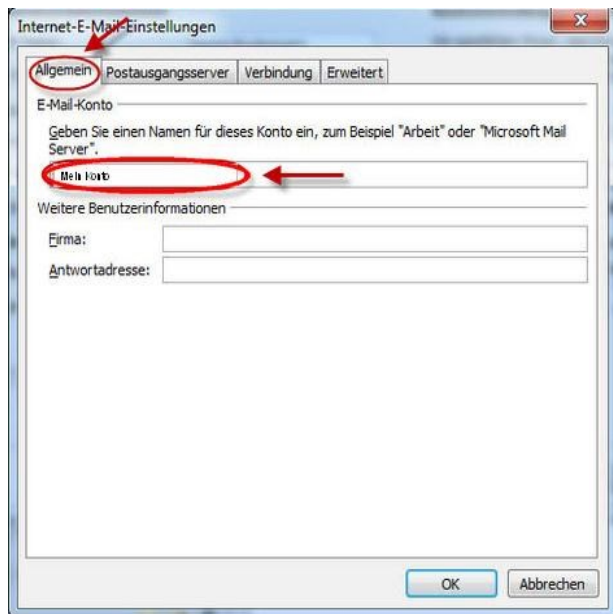 Internet-E-Mail-Einstellungen
Allgemein Postausgangsserver Verbindung Erweitert
E-Mail-Konto
Geben Sie einen Namen für dieses Konto ein, zum Beispiel "Arbeit" oder "Microsoft Mail
Server".
Mein Konto
Weitere Benutzerinformationen
Firma:
Antwortadresse:
OK Abbrechen